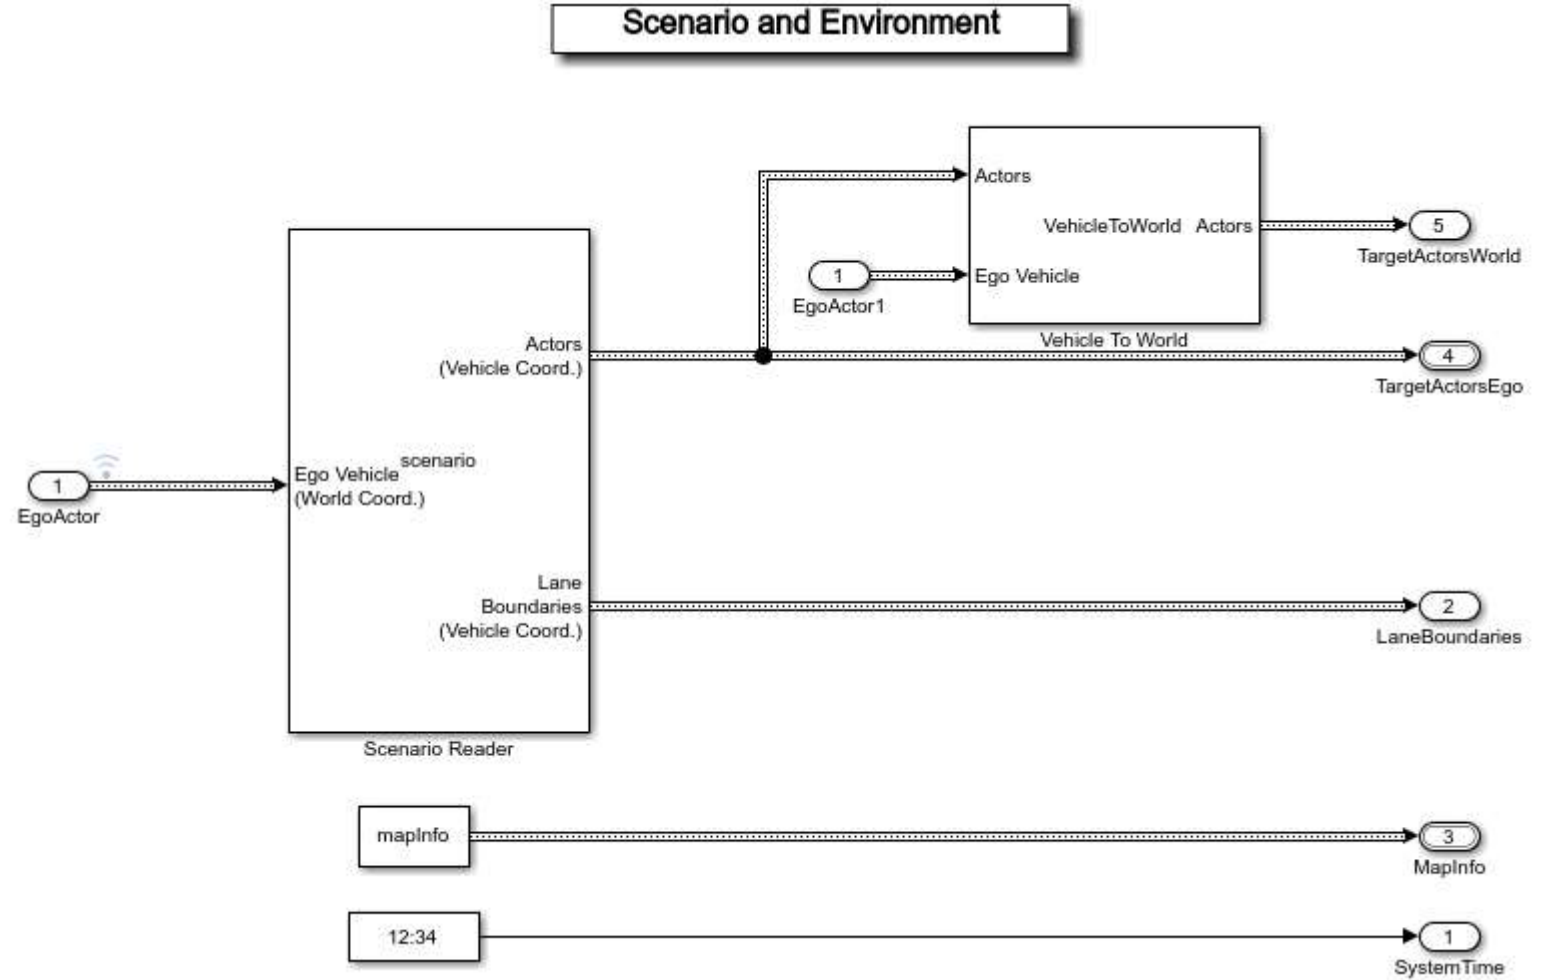 Scenario and Environment
Actors
VehicleToWorld Actors
5
TargetActorsWorld
1
EgoActor1
Ego Vehicle
Vehicle To World
Actors
(Vehicle Coord.)
4
TargetActorsEgo
1
EgoActor
scenario
Ego Vehicle
(World Coord.)
Lane
Boundaries
(Vehicle Coord.)
2
LaneBoundaries
Scenario Reader
mapInfo
3
MapInfo
12:34
1
SystemTime